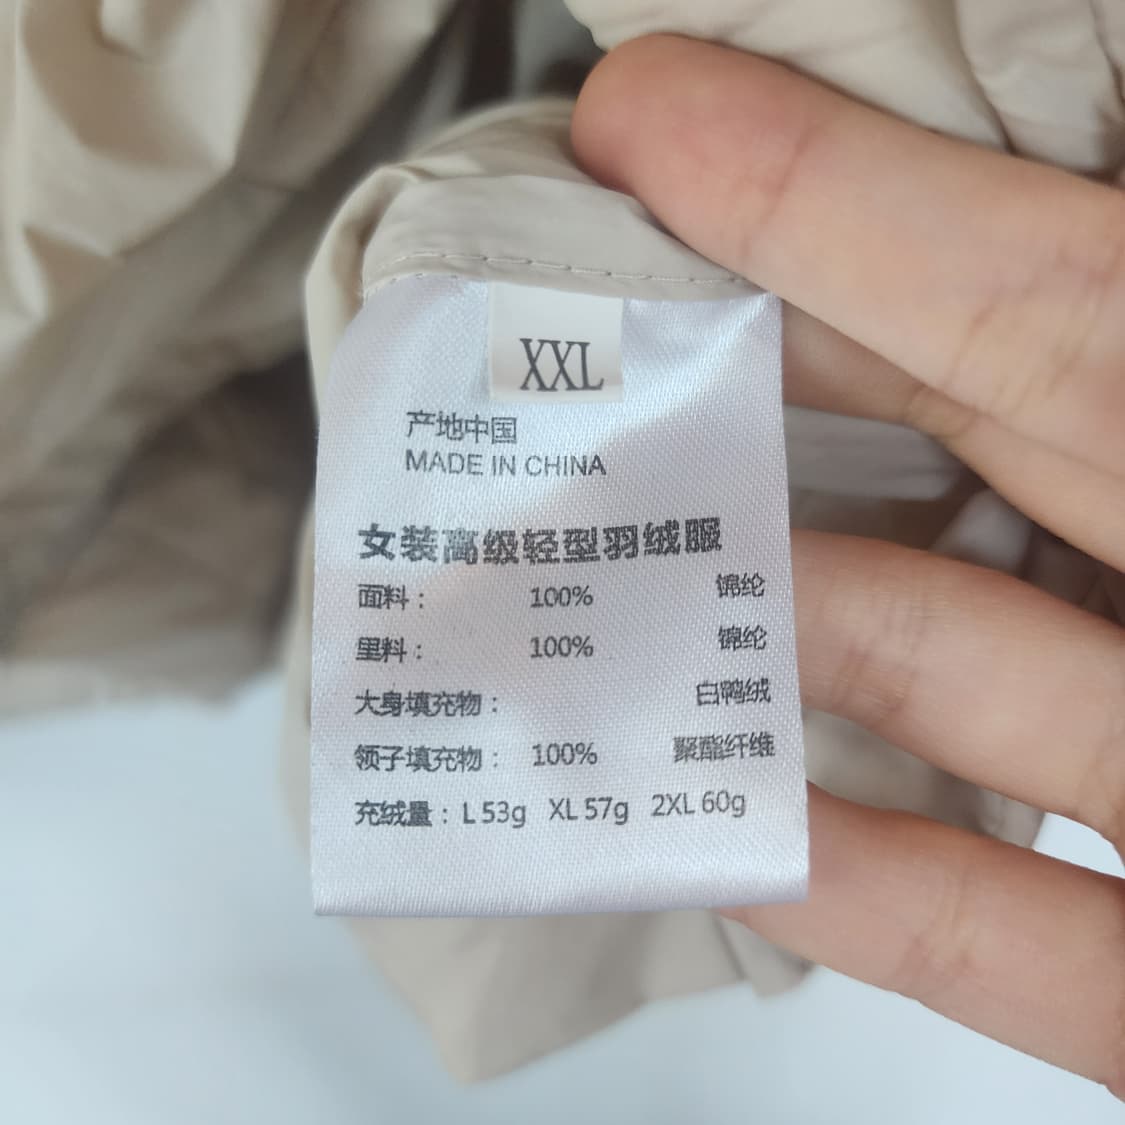 XXL
产地中国
MADE IN CHINA
女装高级轻型羽绒服
面料： 100% 锦纶
里料： 100% 锦纶
大身填充物： 白鸭绒
领子填充物： 100% 聚酯纤维
充绒量：L 53g XL 57g 2XL 60g